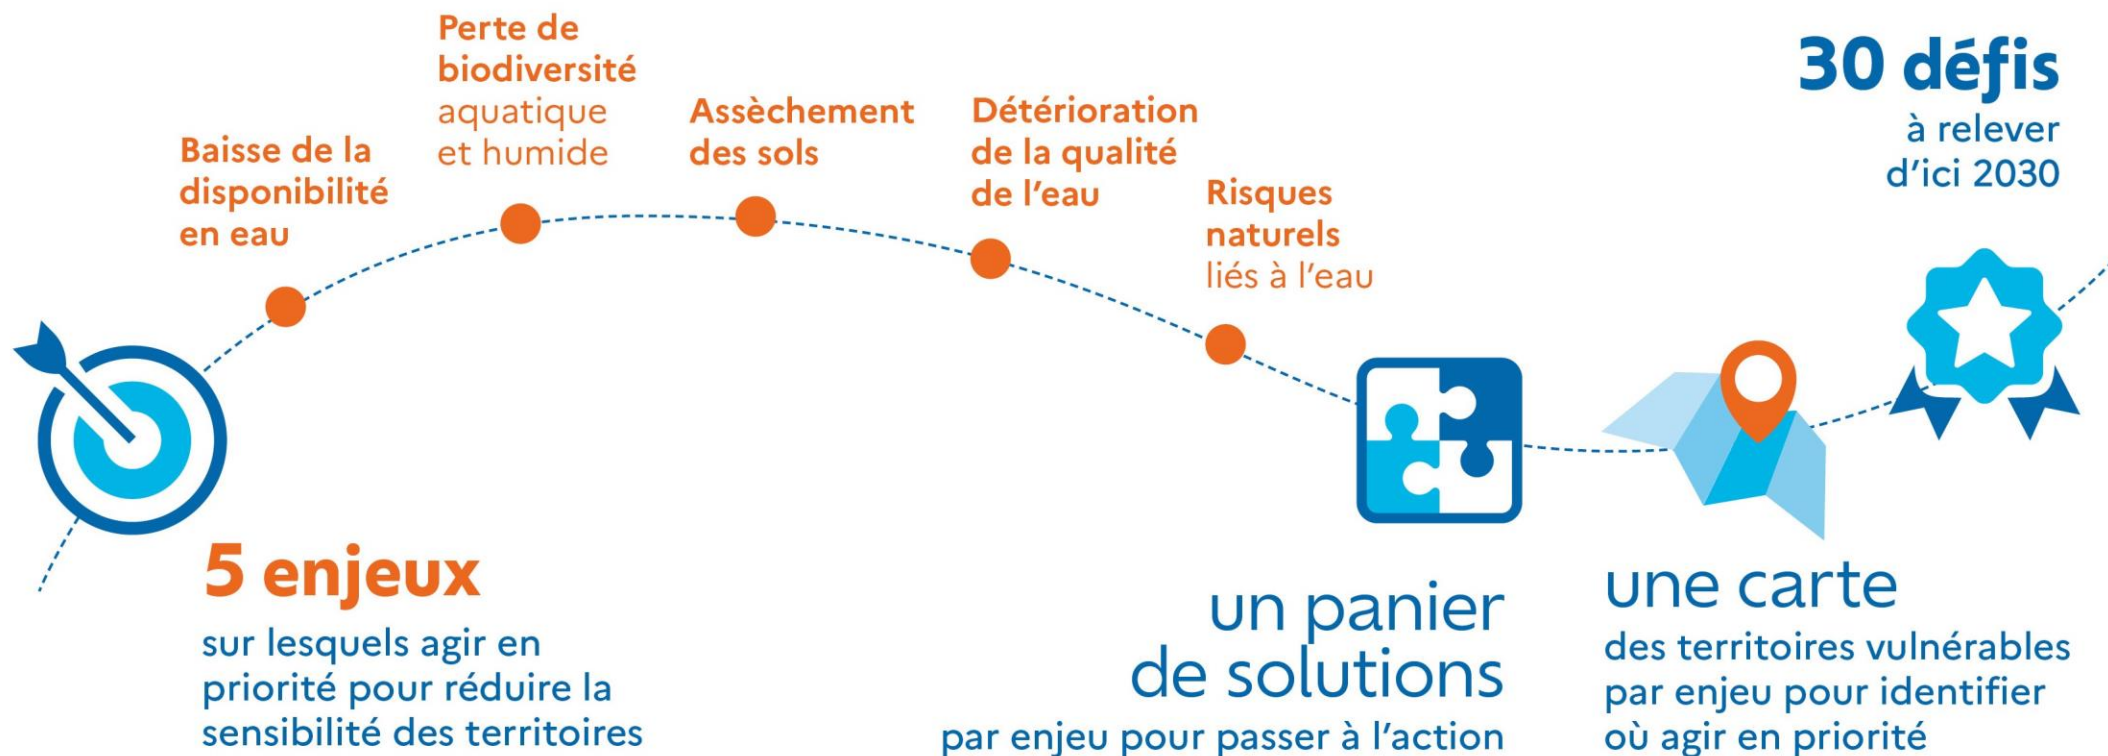 5 enjeux
sur lesquels agir en
priorité pour réduire la
sensibilité des territoires
Baisse de la
disponibilité
en eau
Perte de
biodiversité
aquatique
et humide
Assèchement
des sols
Détérioration
de la qualité
de l'eau
Risques
naturels
liés à l'eau
un panier
de solutions
par enjeu pour passer à l'action
une carte
des territoires vulnérables
par enjeu pour identifier
où agir en priorité
30 défis
à relever
d'ici 2030